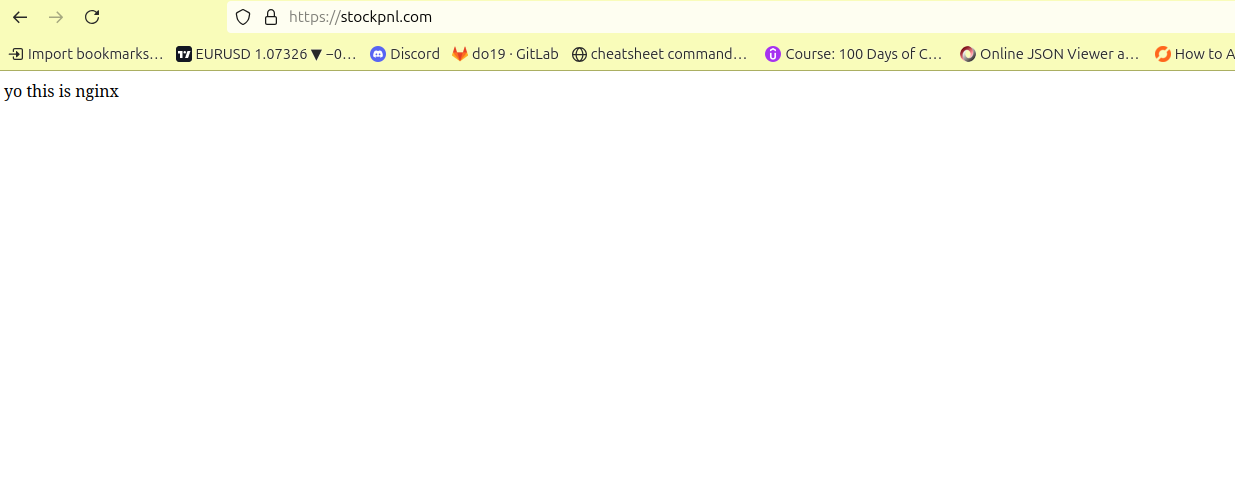 https://stockpnl.com
Import bookmarks... EURUSD 1.07326 ▼ −0... Discord do19 · GitLab cheatsheet command... Course: 100 Days of C... Online JSON Viewer a... How to A
yo this is nginx